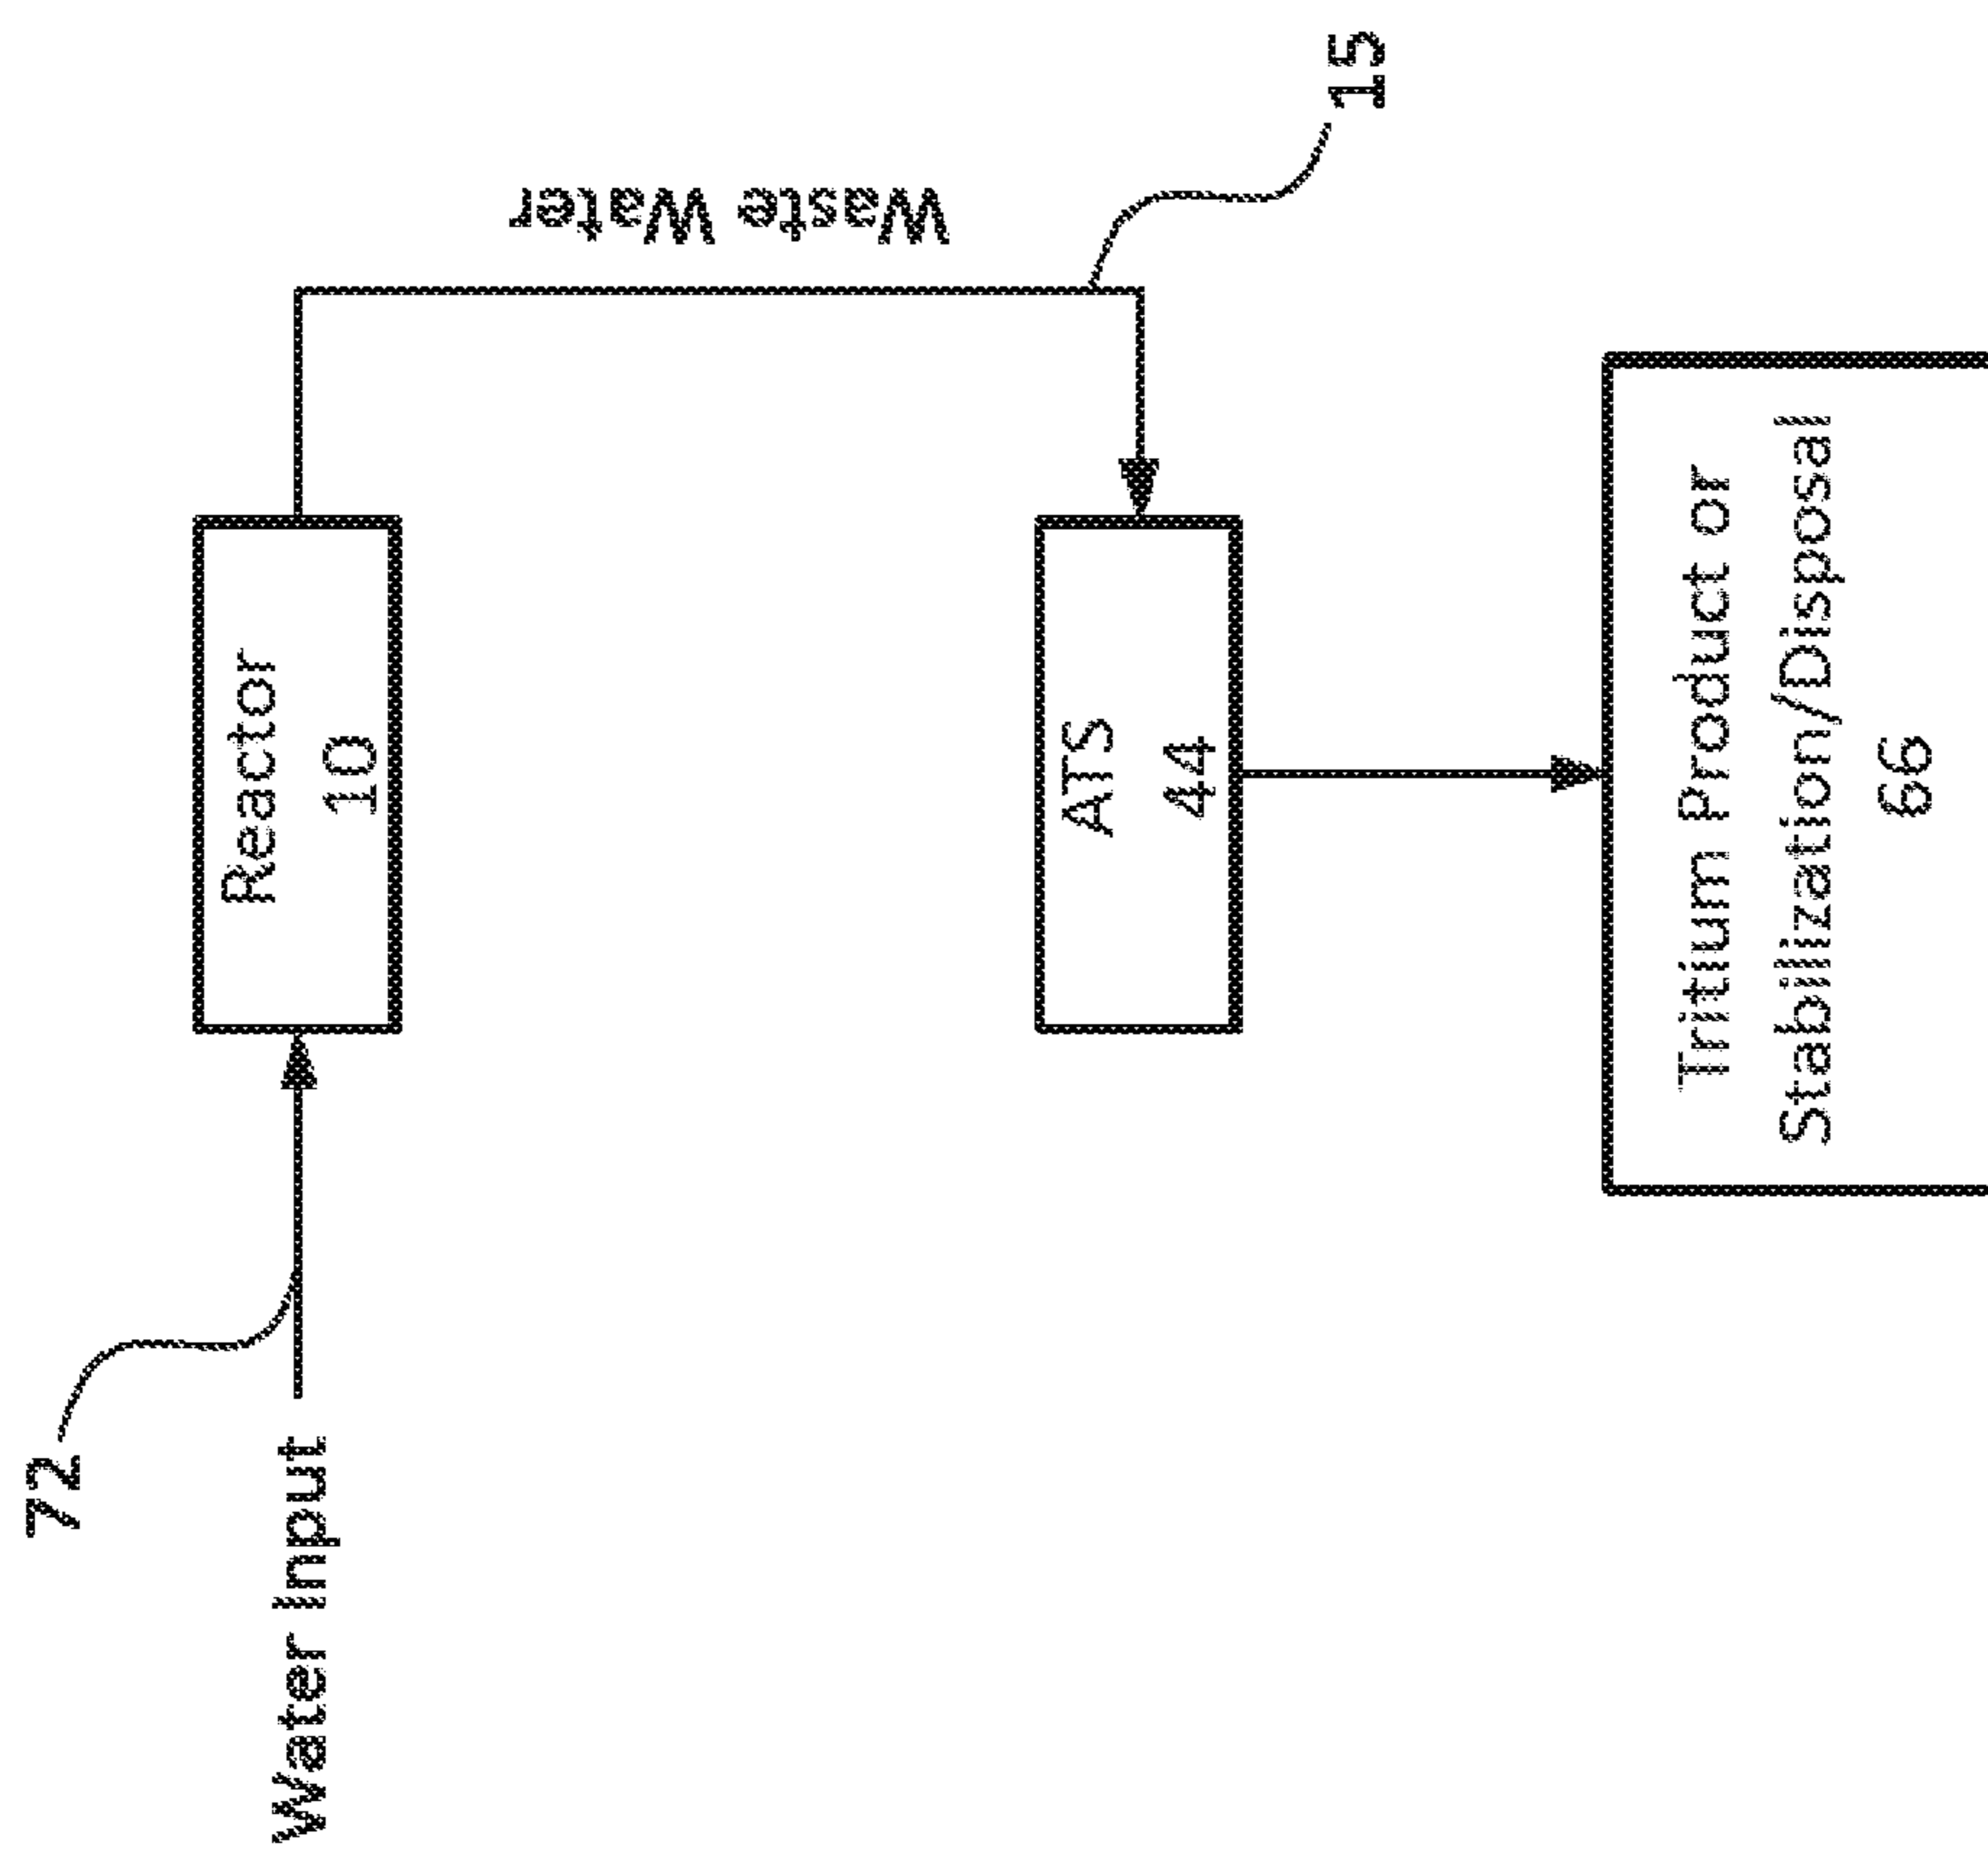 72
Water Input
Reactor
10
Waste Water
15
ATS
44
Tritium Product or
Stabilization/Disposal
66